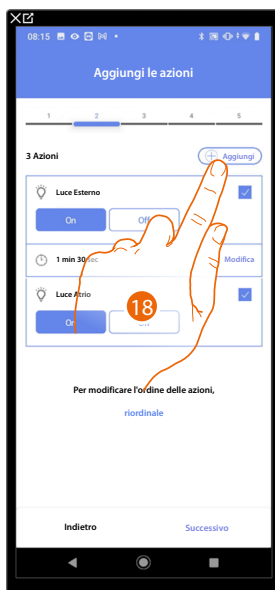 08:15
Aggiungi le azioni
1 2 3 4 5
3 Azioni
Aggiungi
Luce Esterno
On Off
1 min 30 sec Modifica
Luce Atrio
On Off
18
Per modificare l'ordine delle azioni,
riordinale
Indietro Successivo